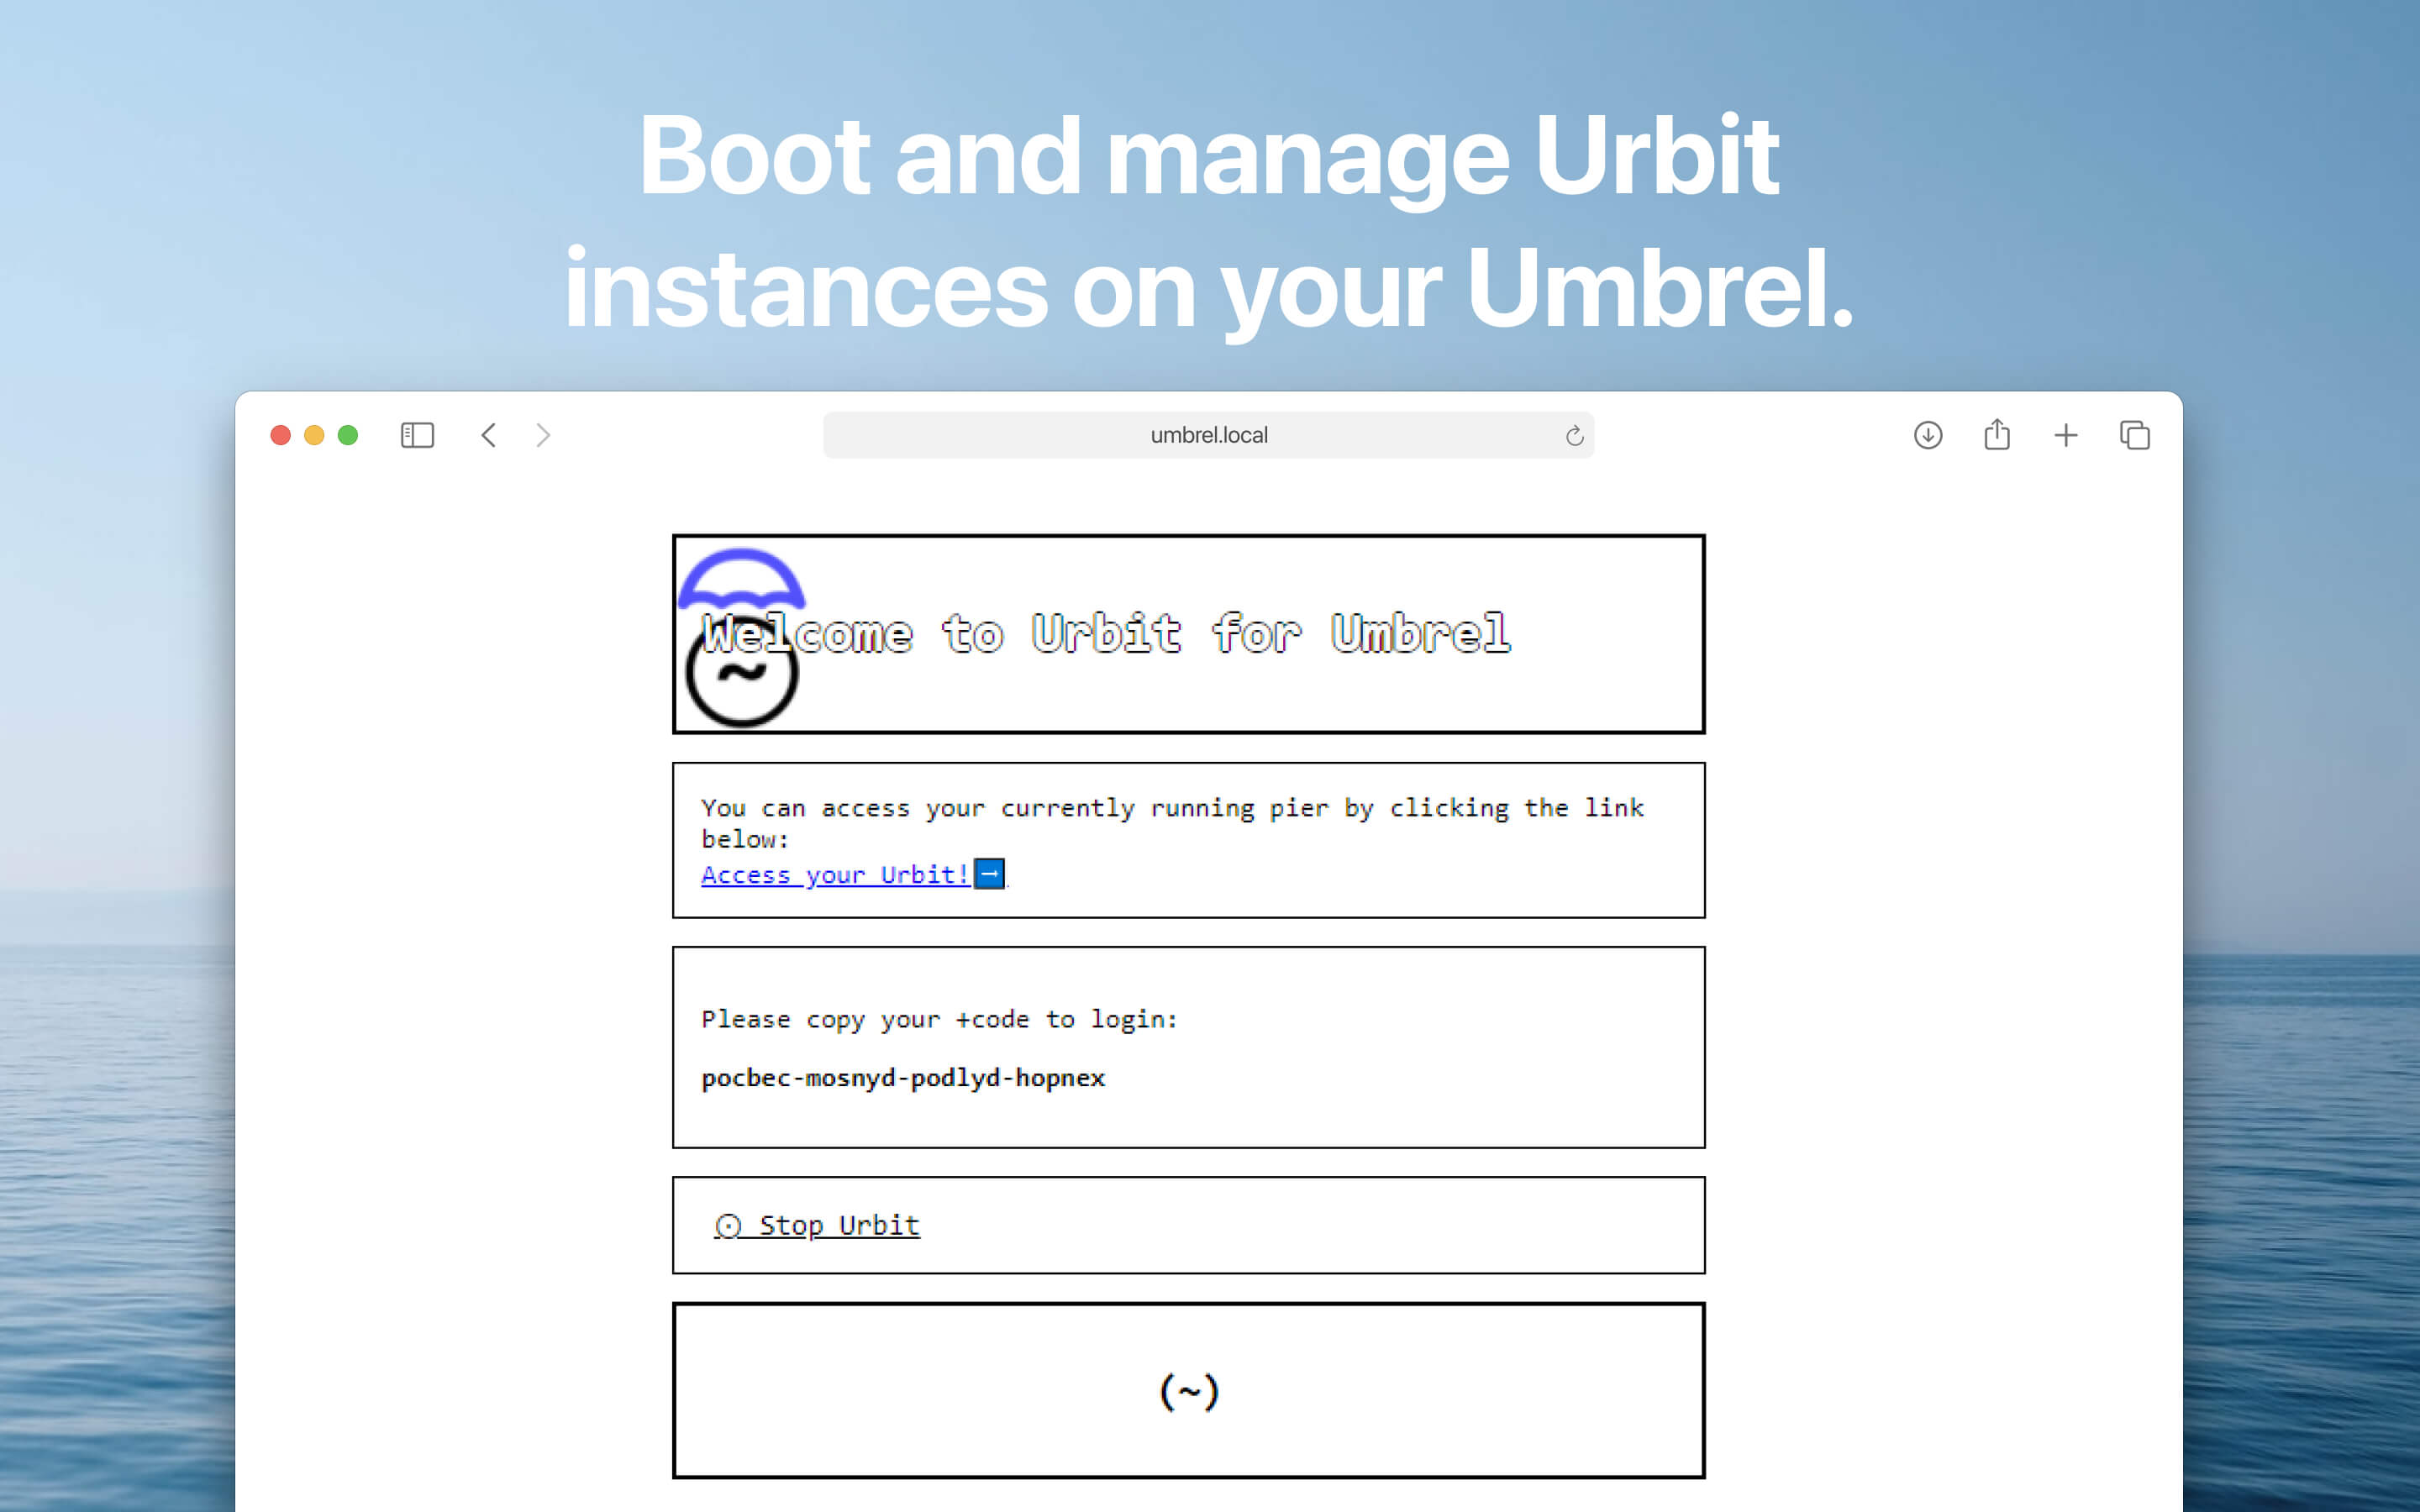 Boot and manage Urbit
instances on your Umbrel.
umbrel.local
Welcome to Urbit for Umbrel
~
You can access your currently running pier by clicking the link
below:
Access your Urbit!➡
Please copy your +code to login:
pocbec-mosnyd-podlyd-hopnex
⊙ Stop Urbit
(~)